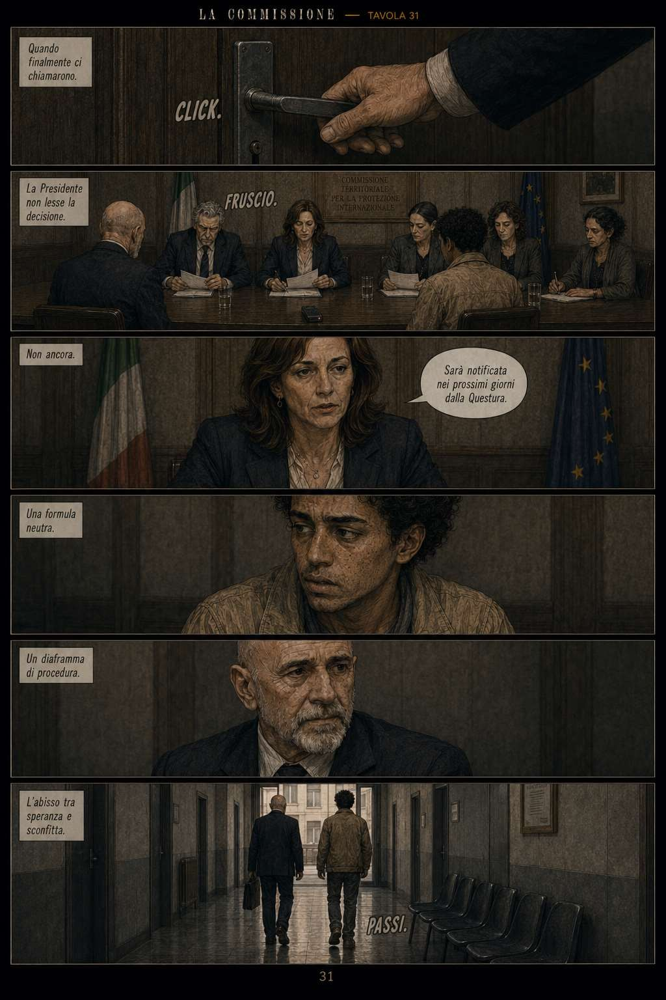 LA COMMISSIONE — TAVOLA 31
Quando
finalmente ci
chiamarono.
CLICK.
La Presidente
non lesse la
decisione.
FRUSCIO.
COMMISSIONE
TERRITORIALE
PER LA PROTEZIONE
INTERNAZIONALE
Non ancora.
Sarà notificata
nei prossimi giorni
dalla Questura.
Una formula
neutra.
Un diaframma
di procedura.
L'abisso tra
speranza e
sconfitta.
PASSI.
31